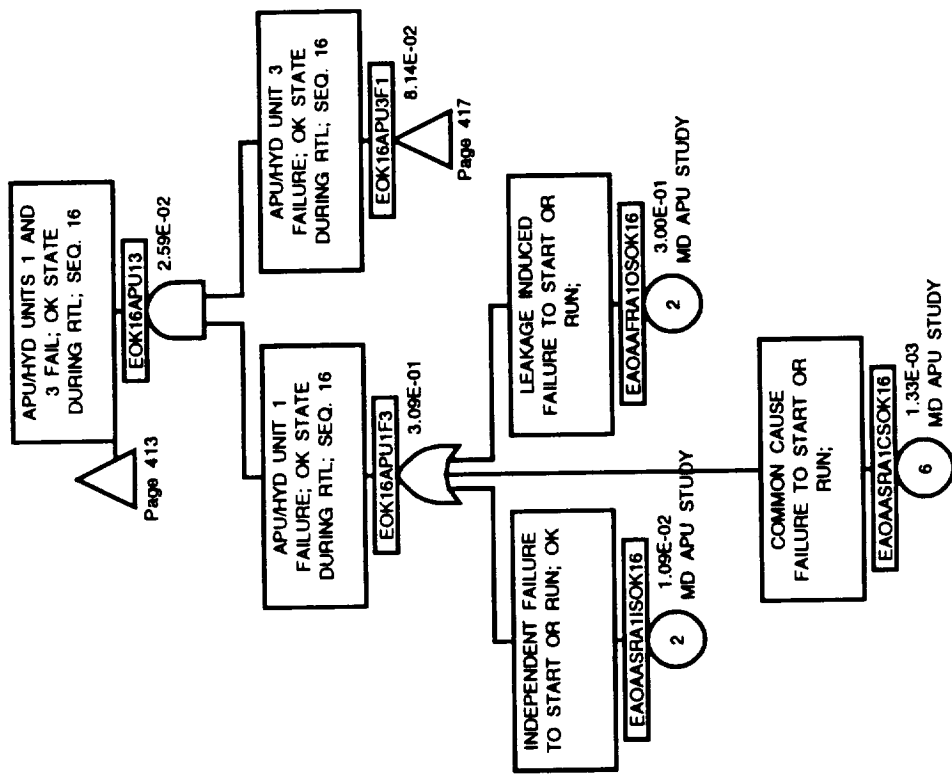 APU/HYD UNITS 1 AND
3 FAIL; OK STATE
DURING RTL; SEQ. 16
EOK16APU13
2.59E-02
Page 413
APU/HYD UNIT 1
FAILURE; OK STATE
DURING RTL; SEQ. 16
EOK16APU1F3
3.09E-01
APU/HYD UNIT 3
FAILURE; OK STATE
DURING RTL; SEQ. 16
EOK16APU3F1
8.14E-02
Page 417
INDEPENDENT FAILURE
TO START OR RUN; OK
EAOAASRA1ISOK16
1.09E-02
MD APU STUDY
2
LEAKAGE INDUCED
FAILURE TO START OR
RUN;
EAOAAFRA1OSOK16
3.00E-01
MD APU STUDY
2
COMMON CAUSE
FAILURE TO START OR
RUN;
EAOAASRA1CSOK16
1.33E-03
MD APU STUDY
6